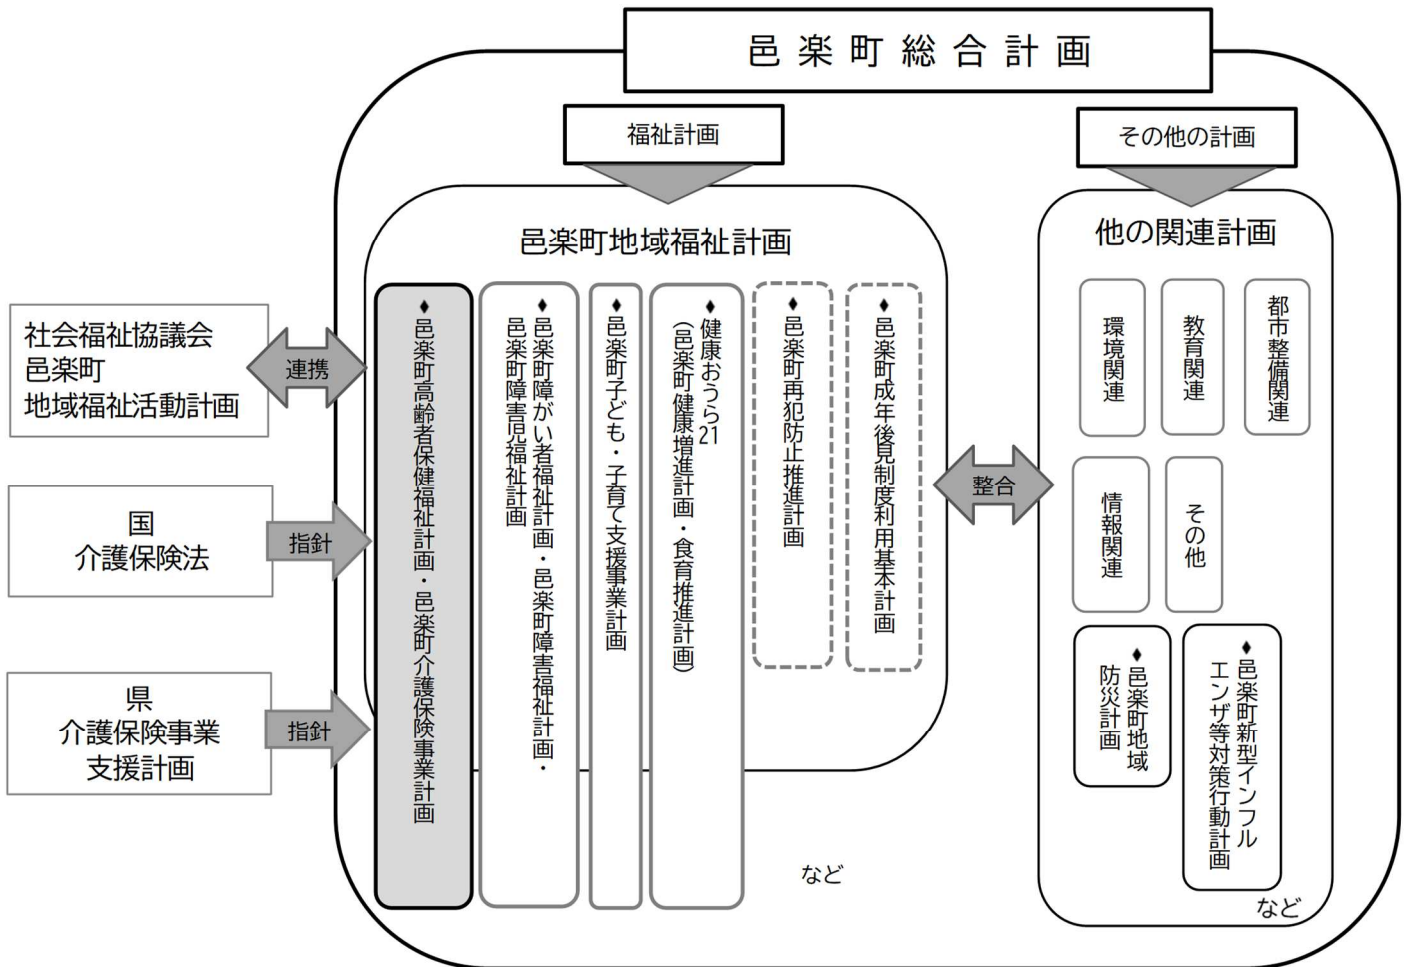 邑楽町総合計画
福祉計画
その他の計画
邑楽町地域福祉計画
他の関連計画
社会福祉協議会
邑楽町
地域福祉活動計画
連携
国
介護保険法
指針
県
介護保険事業
支援計画
指針
♦邑楽町高齢者保健福祉計画・邑楽町介護保険事業計画
♦邑楽町障がい者福祉計画・邑楽町障害福祉計画・
邑楽町障害児福祉計画
♦邑楽町子ども・子育て支援事業計画
♦健康おうら21
(邑楽町健康増進計画・食育推進計画)
♦邑楽町再犯防止推進計画
♦邑楽町成年後見制度利用基本計画
など
整合
環境関連
教育関連
都市整備関連
情報関連
その他
♦邑楽町地域
防災計画
♦邑楽町新型インフル
エンザ等対策行動計画
など